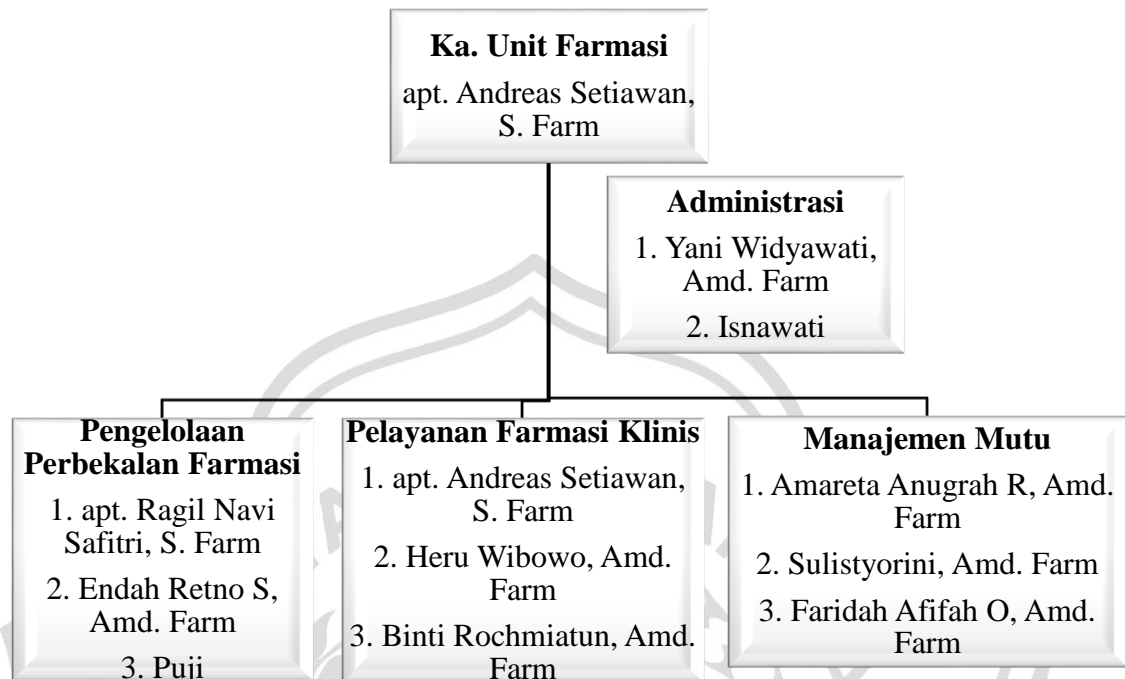 Ka. Unit Farmasi
apt. Andreas Setiawan,
S. Farm
Administrasi
1. Yani Widyawati,
Amd. Farm
2. Isnawati
Pengelolaan
Perbekalan Farmasi
1. apt. Ragil Navi
Safitri, S. Farm
2. Endah Retno S,
Amd. Farm
3. Puji
Pelayanan Farmasi Klinis
1. apt. Andreas Setiawan,
S. Farm
2. Heru Wibowo, Amd.
Farm
3. Binti Rochmiatun, Amd.
Farm
Manajemen Mutu
1. Amareta Anugrah R, Amd.
Farm
2. Sulistyorini, Amd. Farm
3. Faridah Afifah O, Amd.
Farm